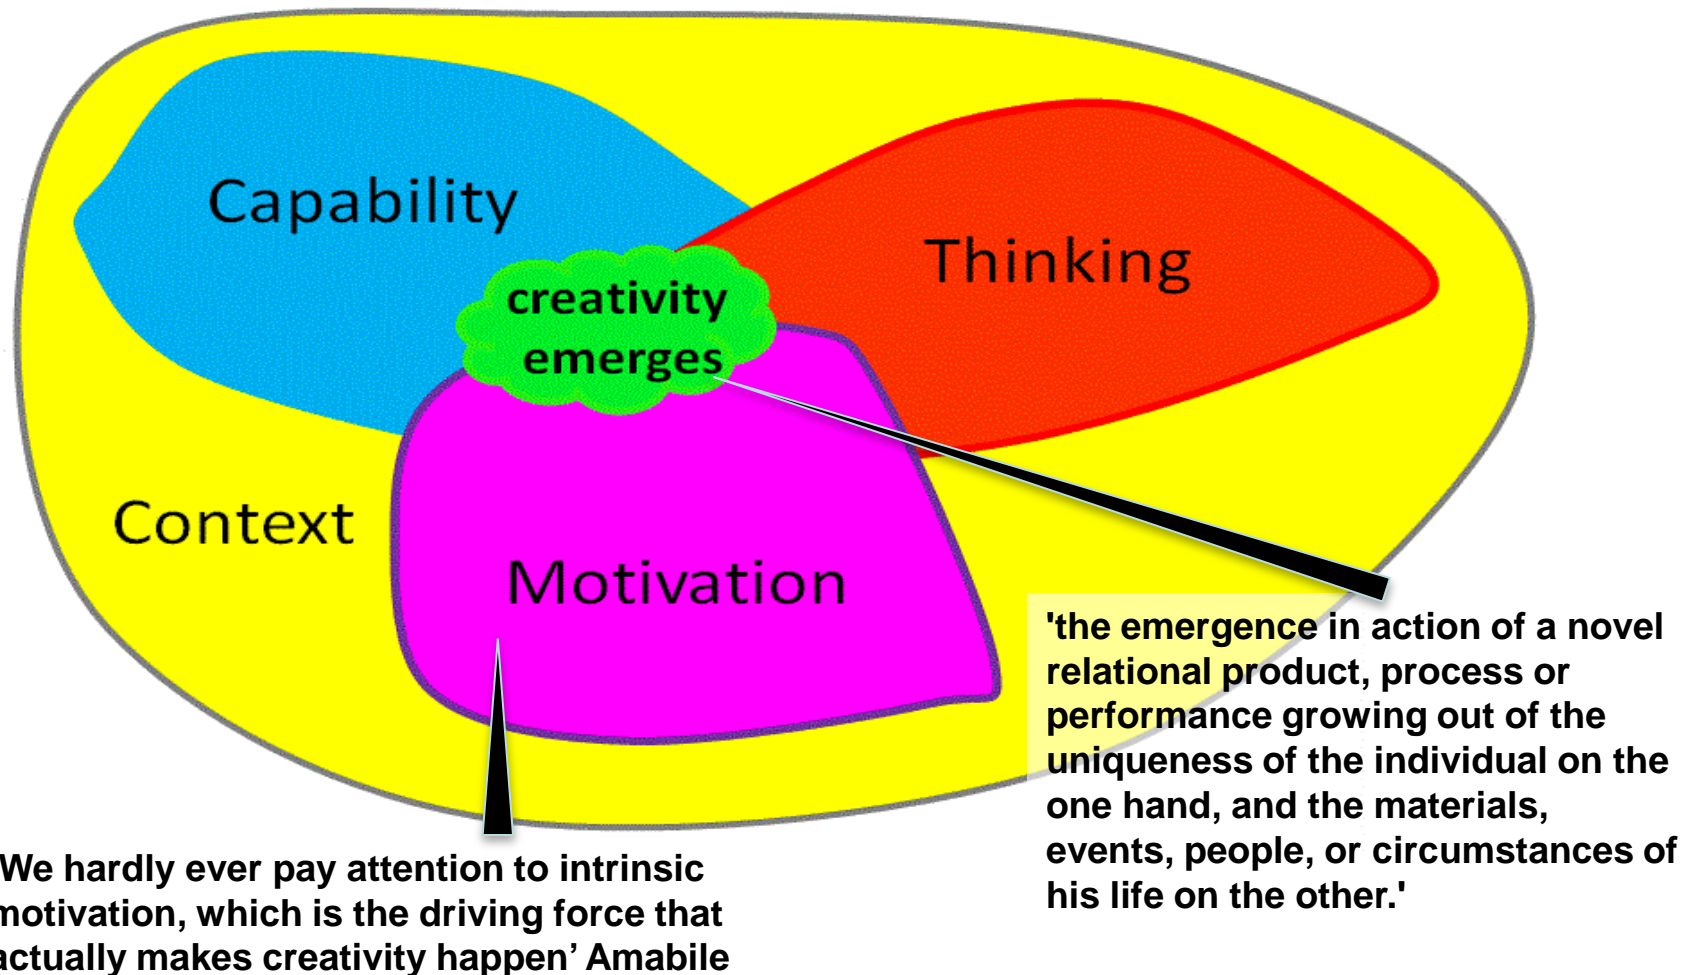 Capability
Thinking
creativity
emerges
Context
Motivation
'the emergence in action of a novel
relational product, process or
performance growing out of the
uniqueness of the individual on the
one hand, and the materials,
events, people, or circumstances of
his life on the other.'
We hardly ever pay attention to intrinsic
motivation, which is the driving force that
actually makes creativity happen’ Amabile